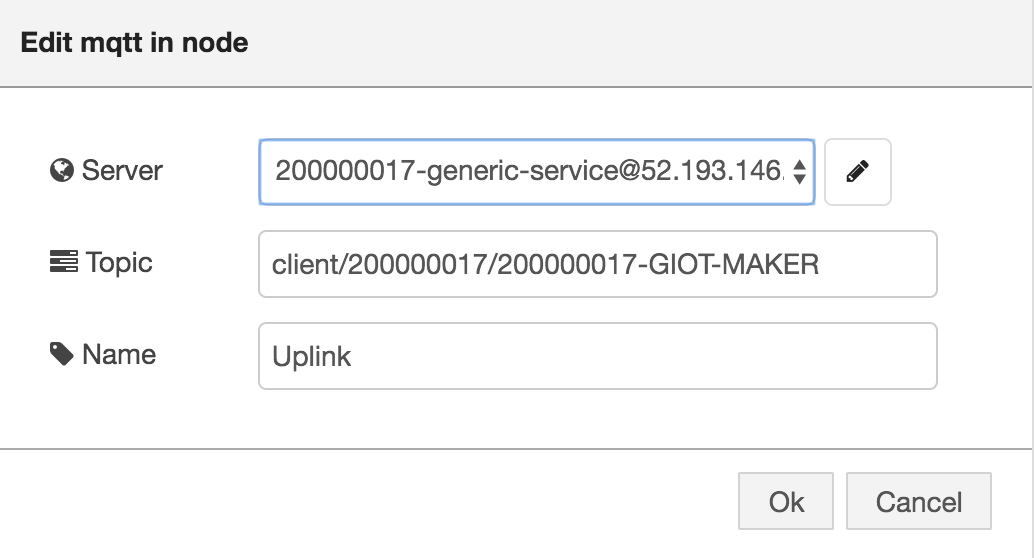 Edit mqtt in node
Server 200000017-generic-service@52.193.146.
Topic client/200000017/200000017-GIOT-MAKER
Name Uplink
Ok Cancel